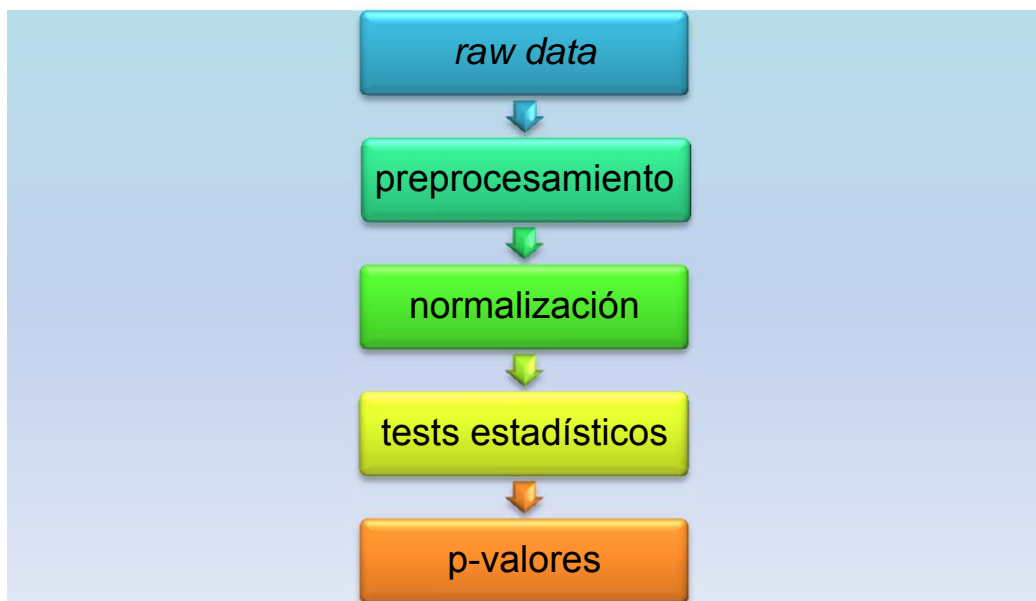 raw data
preprocesamiento
normalización
tests estadísticos
p-valores